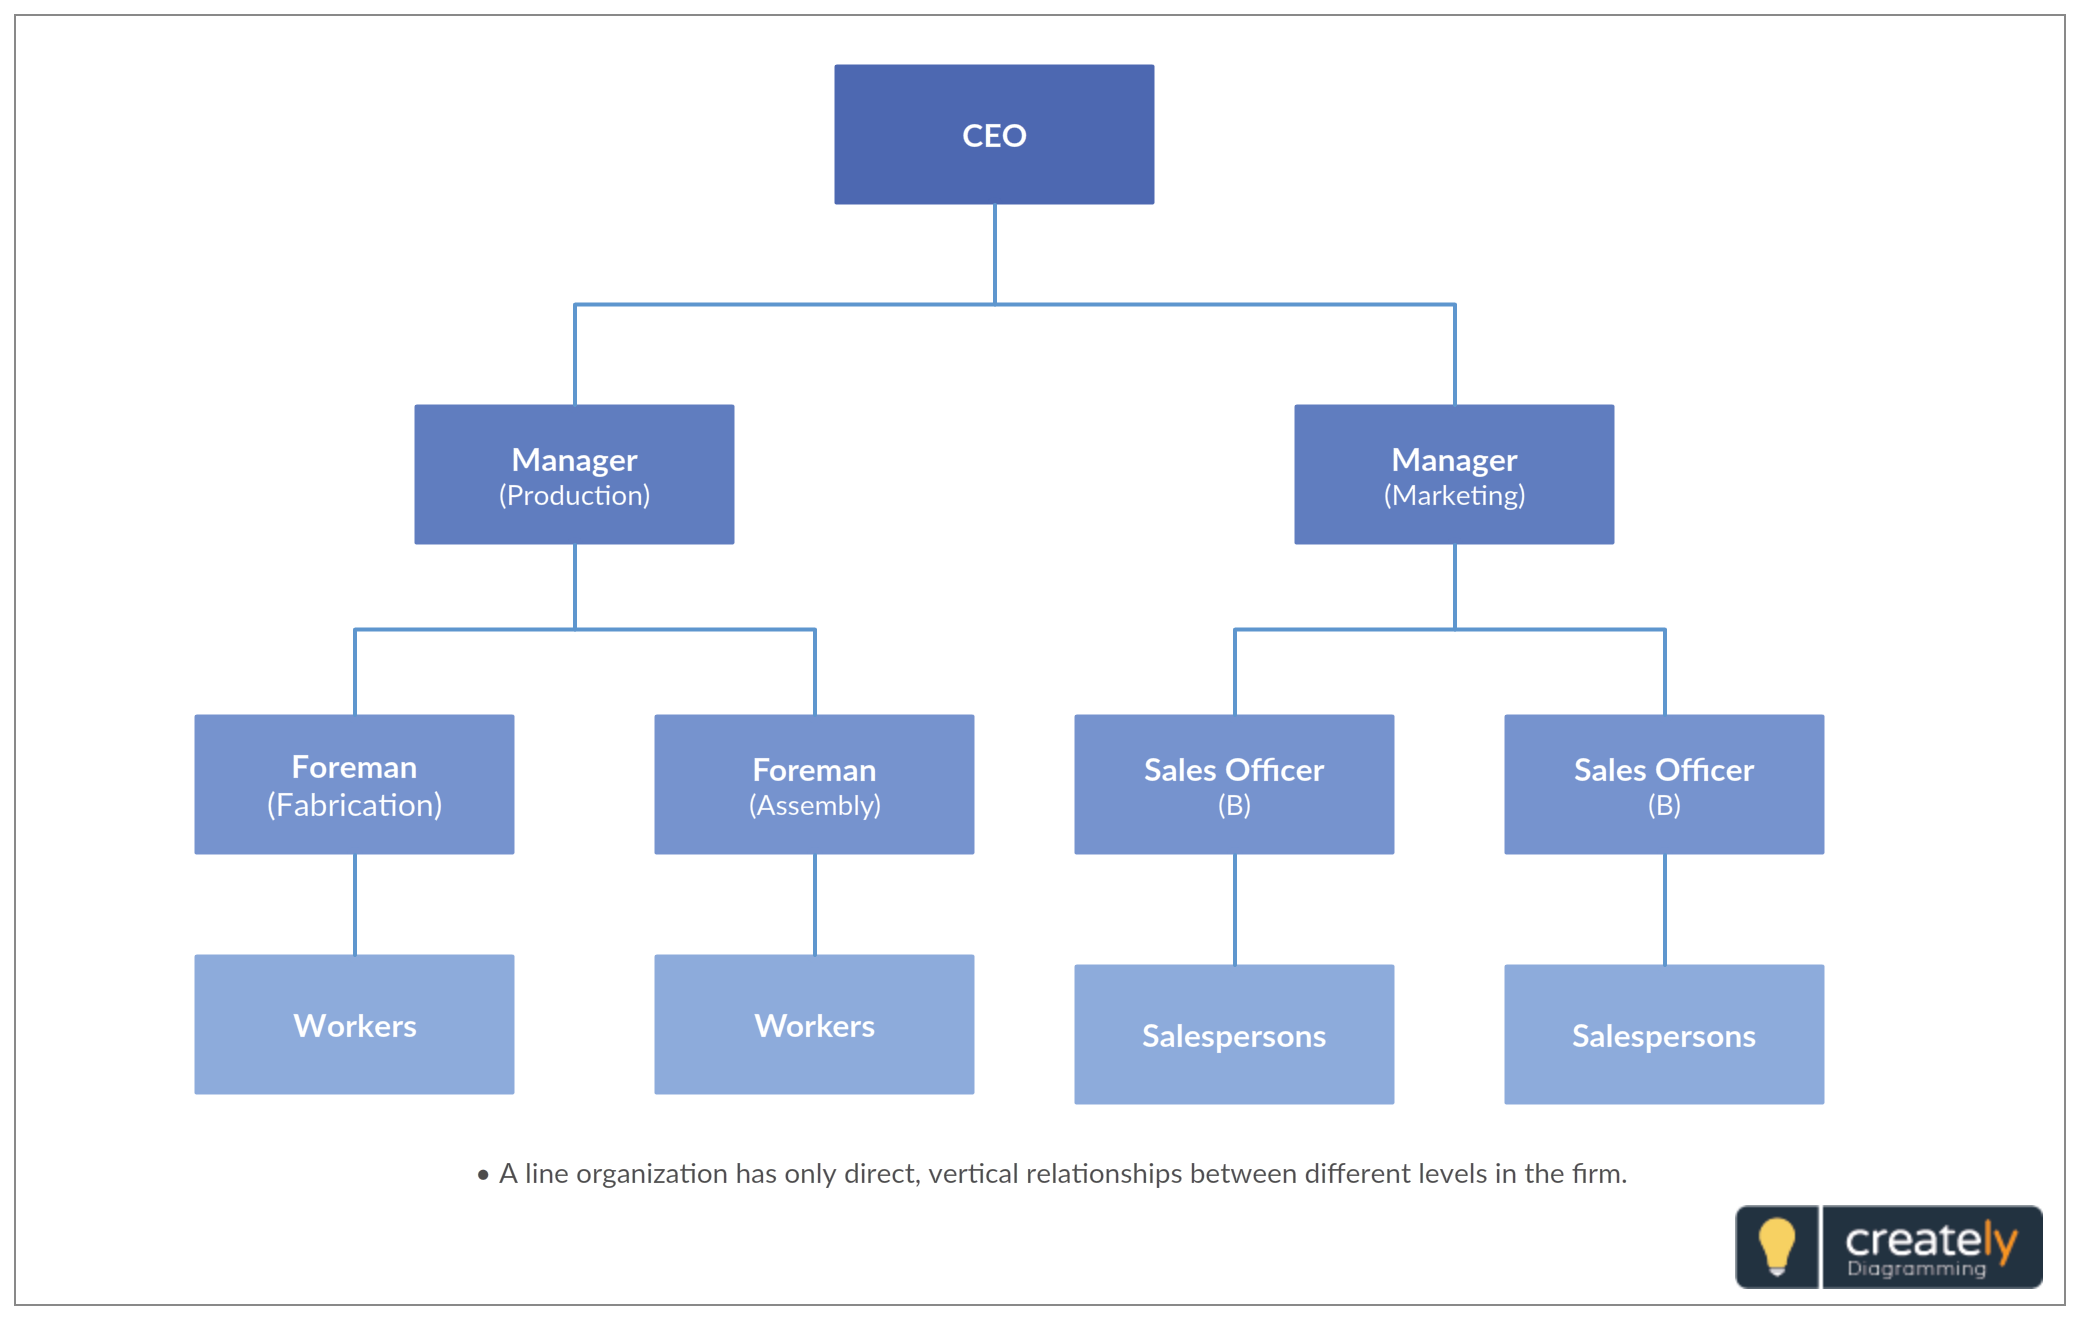 CEO
Manager
(Production)
Manager
(Marketing)
Foreman
(Fabrication)
Foreman
(Assembly)
Sales Officer
(B)
Sales Officer
(B)
Workers
Workers
Salespersons
Salespersons
• A line organization has only direct, vertical relationships between different levels in the firm.
creately
Diagramming